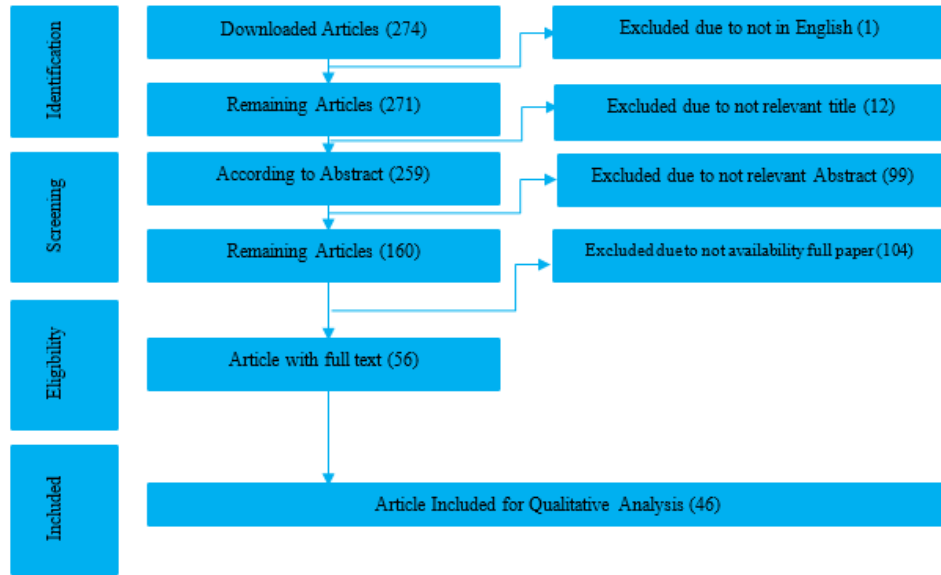 Identification
Downloaded Articles (274)
Excluded due to not in English (1)
Remaining Articles (271)
Excluded due to not relevant title (12)
Screening
According to Abstract (259)
Excluded due to not relevant Abstract (99)
Remaining Articles (160)
Excluded due to not availability full paper (104)
Eligibility
Article with full text (56)
Included
Article Included for Qualitative Analysis (46)